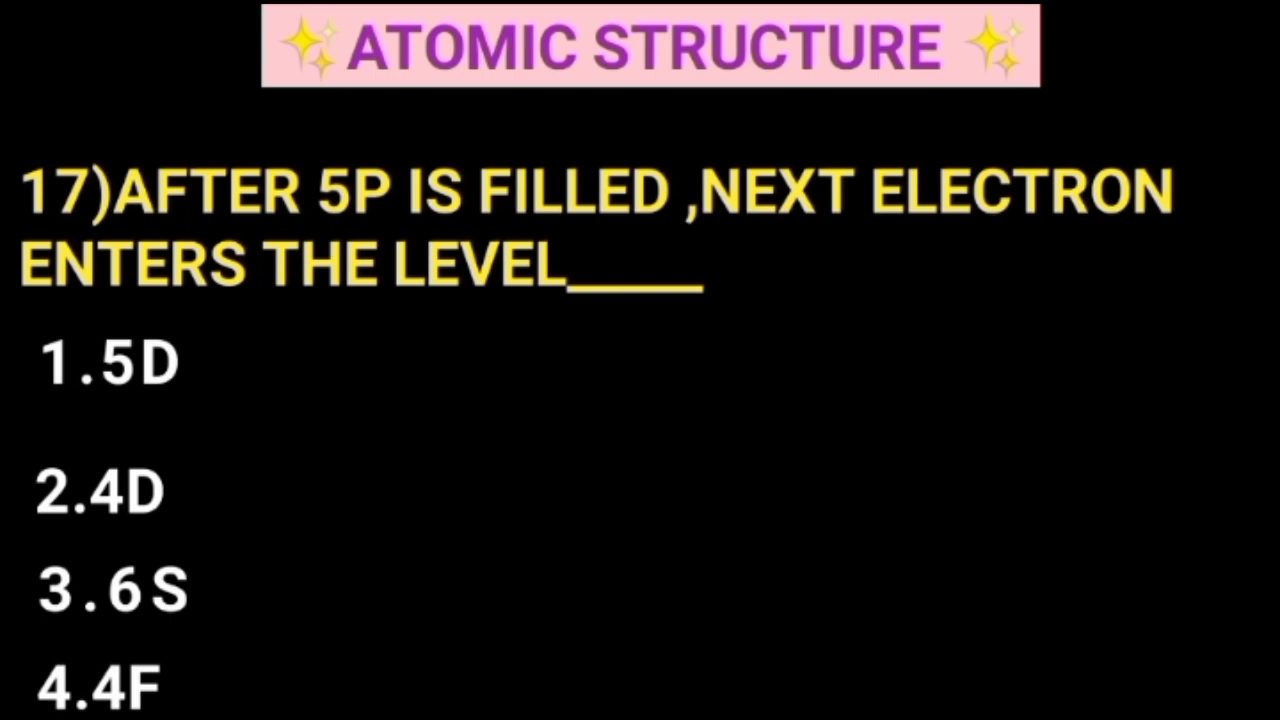 ✨ATOMIC STRUCTURE ✨
17)AFTER 5P IS FILLED ,NEXT ELECTRON
ENTERS THE LEVEL_____
1.5D
2.4D
3.6S
4.4F